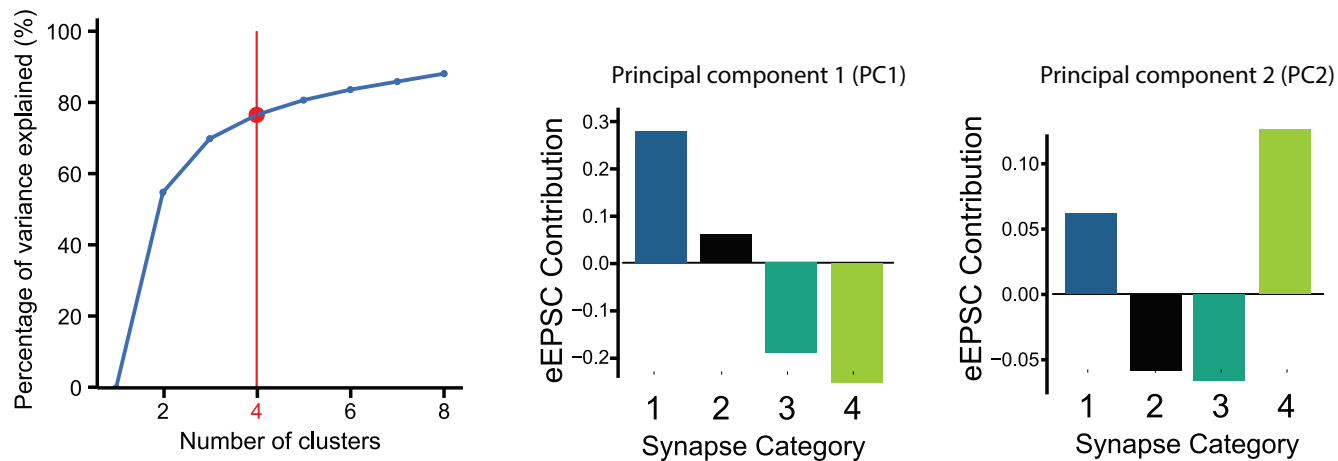 Percentage of variance explained (%)
100
80
60
40
20
0
2
4
6
8
Number of clusters
Principal component 1 (PC1)
eEPSC Contribution
0.3
0.2
0.1
0.0
−0.1
−0.2
1 2 3 4
Synapse Category
Principal component 2 (PC2)
eEPSC Contribution
0.10
0.05
0.00
−0.05
1 2 3 4
Synapse Category